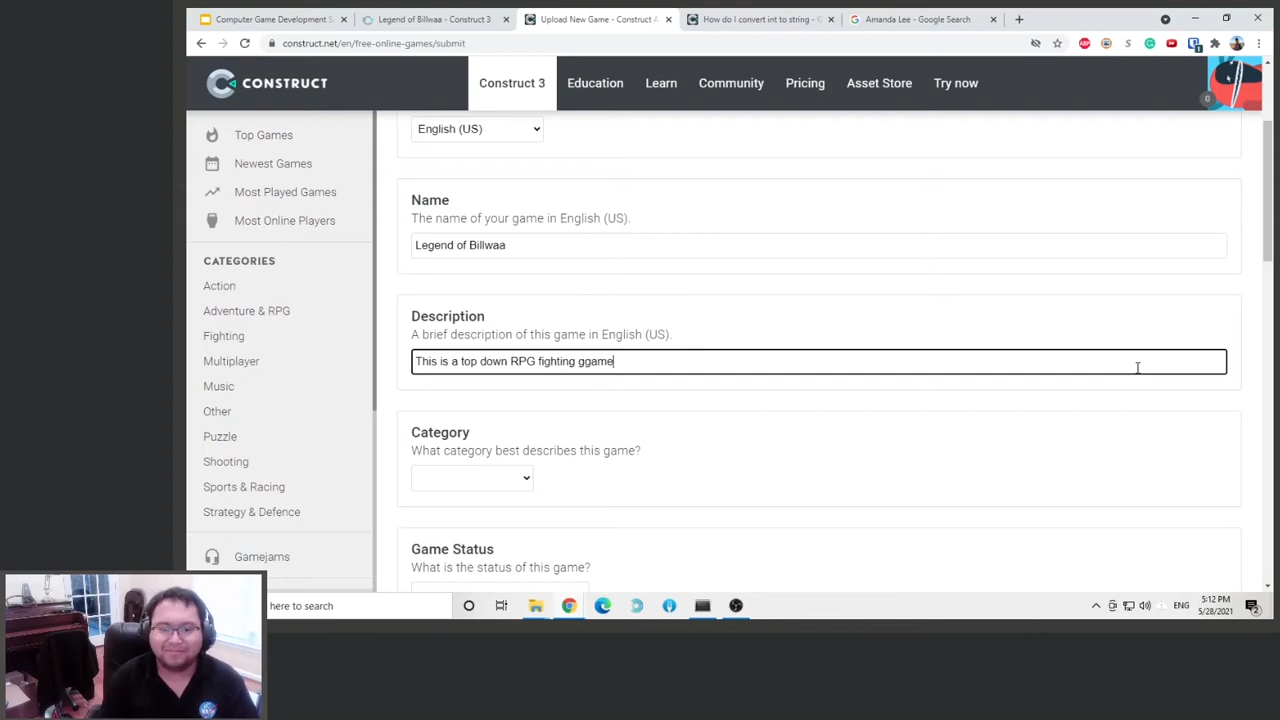 Computer Game Development S
Legend of Billwaa - Construct 3
Upload New Game - Construct A
How do I convert int to string -
Amanda Lee - Google Search
construct.net/en/free-online-games/submit
ABP
1
CONSTRUCT
Construct 3
Education
Learn
Community
Pricing
Asset Store
Try now
0
Top Games
Newest Games
Most Played Games
Most Online Players
CATEGORIES
Action
Adventure & RPG
Fighting
Multiplayer
Music
Other
Puzzle
Shooting
Sports & Racing
Strategy & Defence
Gamejams
English (US)
Name
The name of your game in English (US).
Legend of Billwaa
Description
A brief description of this game in English (US).
This is a top down RPG fighting ggame
Category
What category best describes this game?
Game Status
What is the status of this game?
here to search
ENG
5:12 PM
5/28/2021
2
NASA